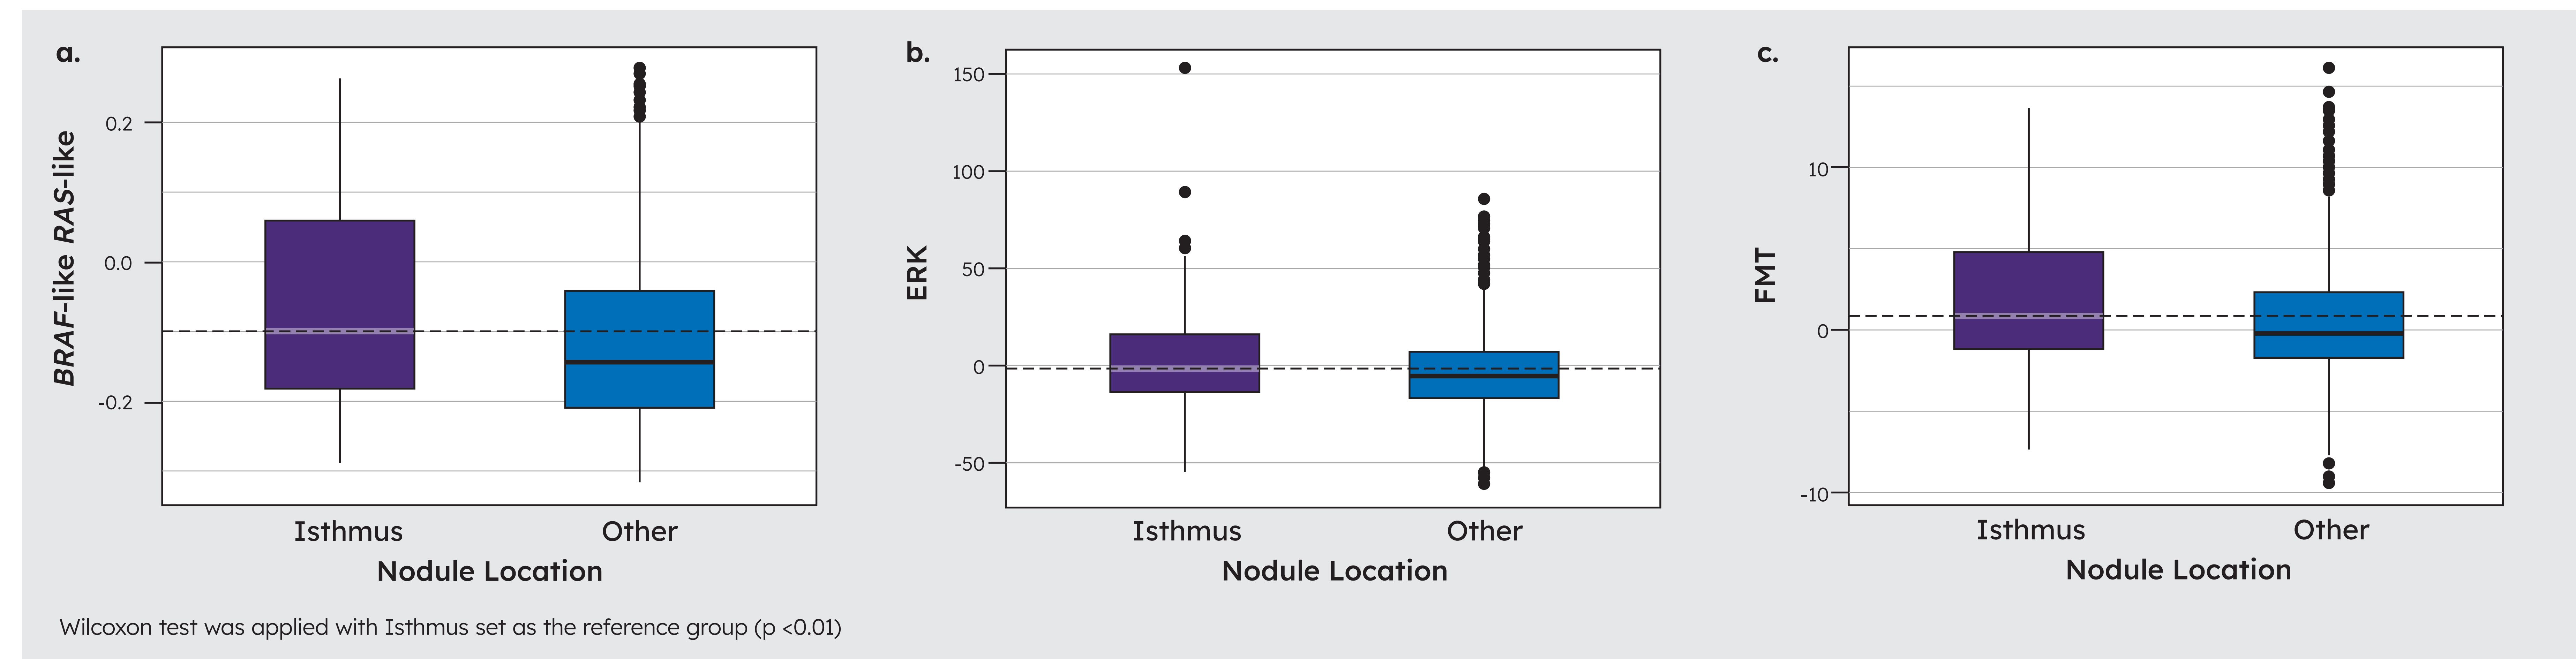 a.
BRAF-like RAS-like
0.2
0.0
-0.2
Isthmus Other
Nodule Location
b.
ERK
150
100
50
0
-50
Isthmus Other
Nodule Location
c.
FMT
10
0
-10
Isthmus Other
Nodule Location
Wilcoxon test was applied with Isthmus set as the reference group (p <0.01)